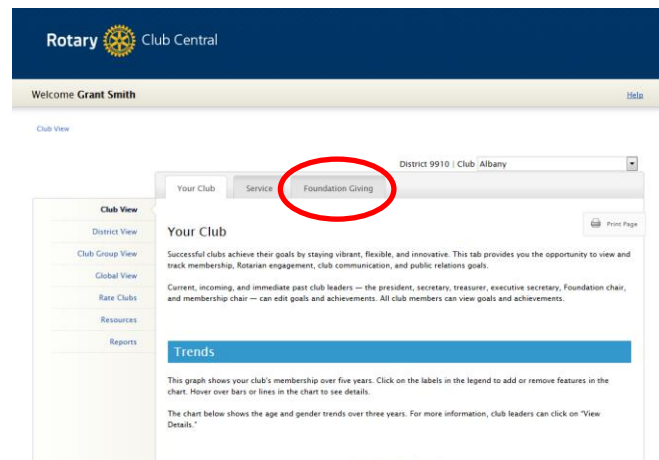 Rotary Club Central
Welcome Grant Smith
Help
Club View
District 9910 | Club Albany
Your Club Service Foundation Giving
Club View
District View
Club Group View
Global View
Rate Clubs
Resources
Reports
Print Page
Your Club
Successful clubs achieve their goals by staying vibrant, flexible, and innovative. This tab provides you the opportunity to view and
track membership, Rotarian engagement, club communication, and public relations goals.
Current, incoming, and immediate past club leaders — the president, secretary, treasurer, executive secretary, Foundation chair,
and membership chair — can edit goals and achievements. All club members can view goals and achievements.
Trends
This graph shows your club's membership over five years. Click on the labels in the legend to add or remove features in the
chart. Hover over bars or lines in the chart to see details.
The chart below shows the age and gender trends over three years. For more information, club leaders can click on "View
Details."